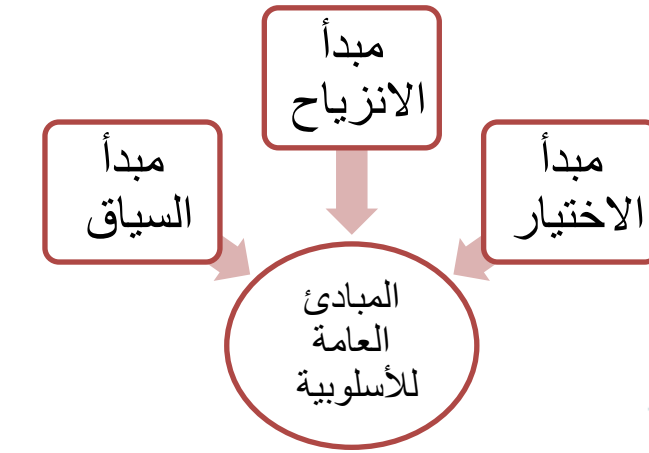 مبدأ
الانزياح
مبدأ
الاختيار
مبدأ
السياق
المبادئ
العامة
للأسلوبية